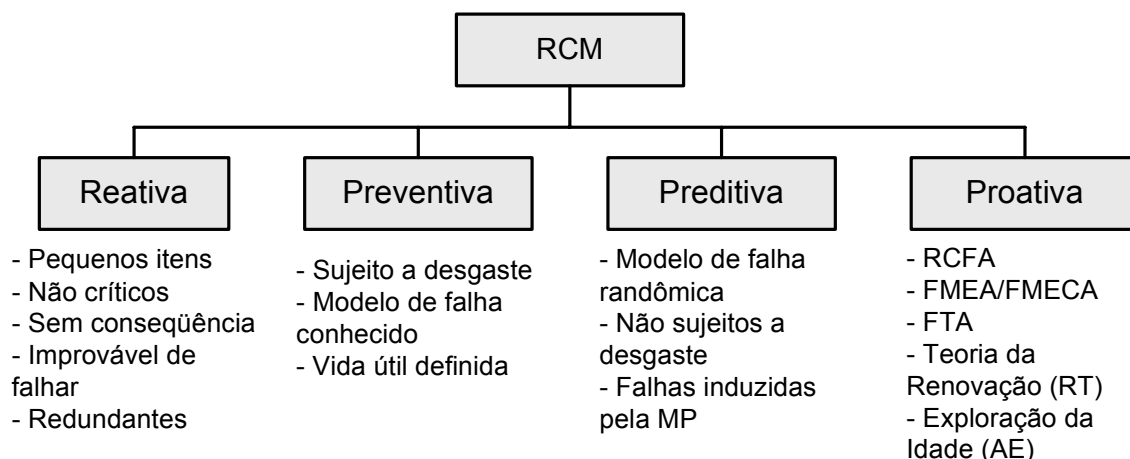 RCM
Reativa
- Pequenos itens
- Não críticos
- Sem conseqüência
- Improvável de
falhar
- Redundantes
Preventiva
- Sujeito a desgaste
- Modelo de falha
conhecido
- Vida útil definida
Preditiva
- Modelo de falha
randômica
- Não sujeitos a
desgaste
- Falhas induzidas
pela MP
Proativa
- RCFA
- FMEA/FMECA
- FTA
- Teoria da
Renovação (RT)
- Exploração da
Idade (AE)